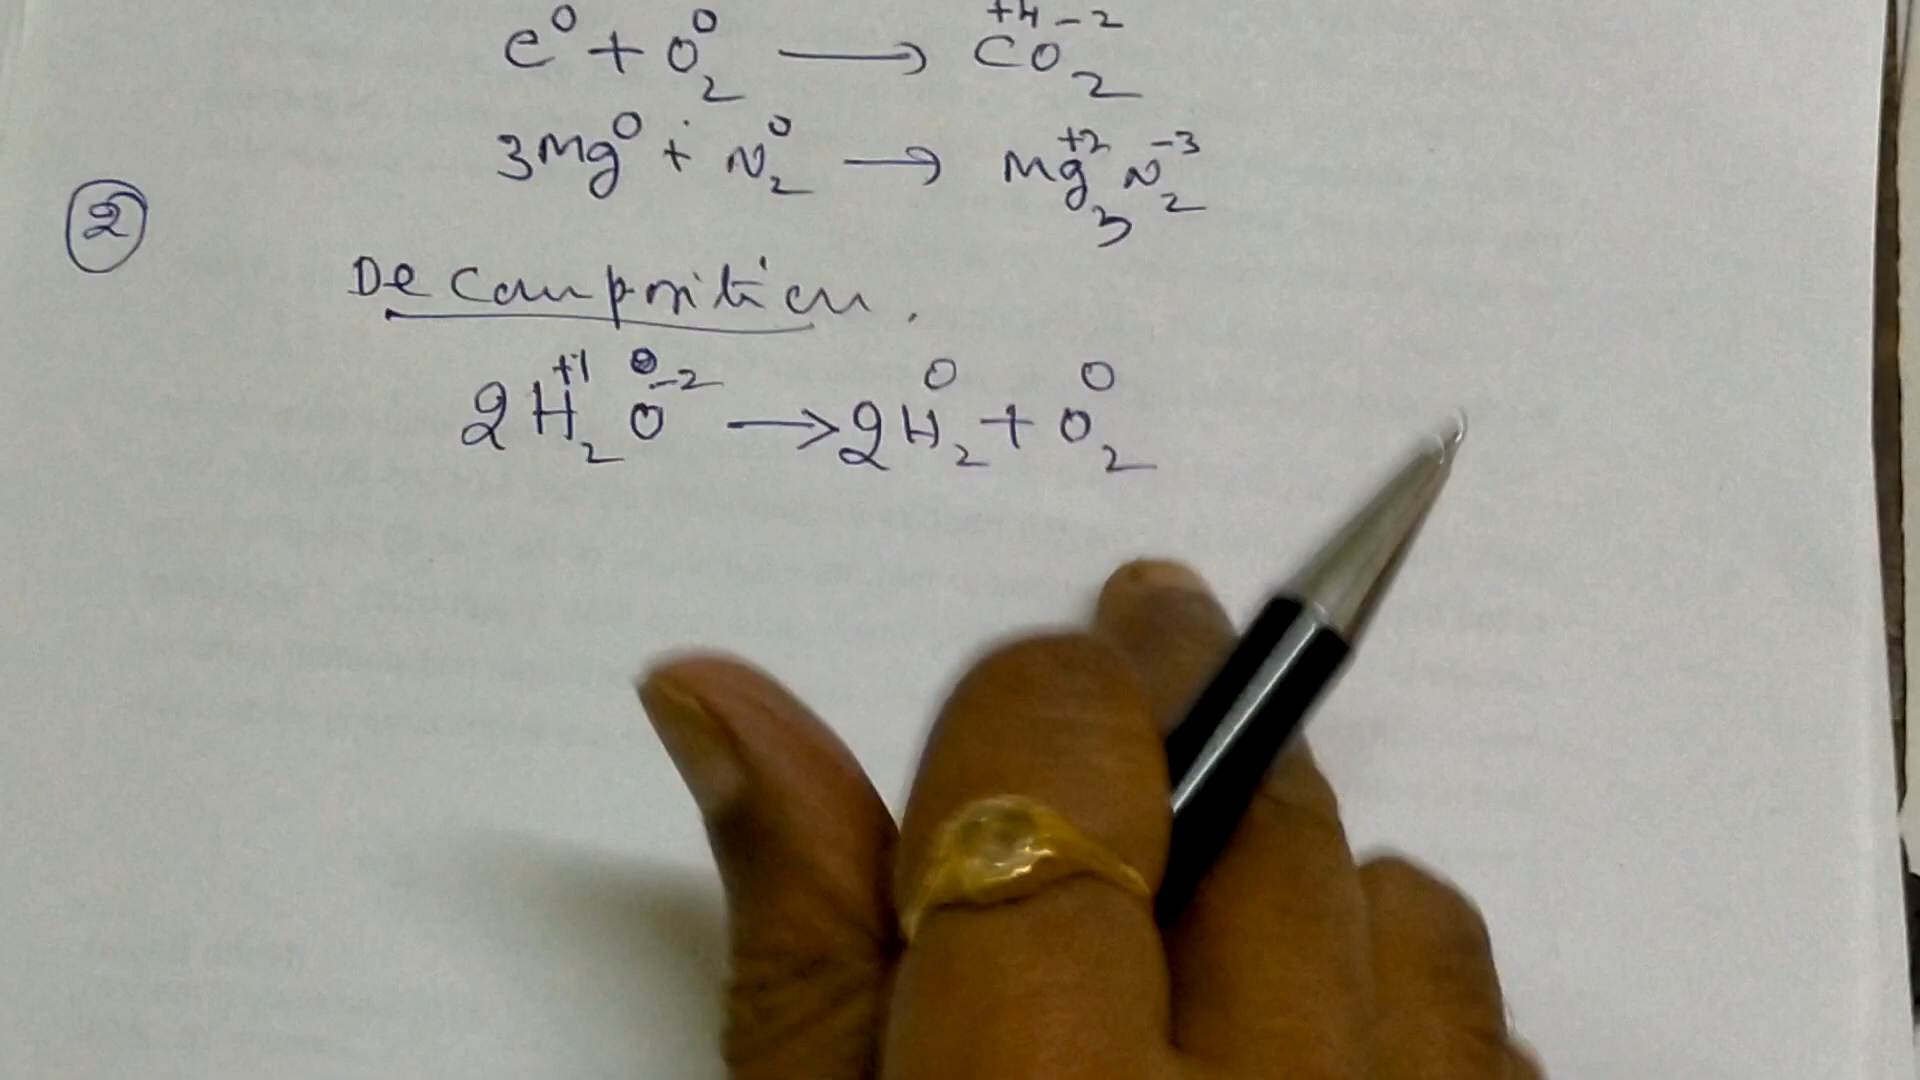 C⁰ + O₂⁰ → C⁺⁴O₂⁻²
3Mg⁰ + N₂⁰ → Mg₃⁺²N₂⁻³
②
Decomposition.
2H₂⁺¹O⁻² → 2H₂⁰ + O₂⁰